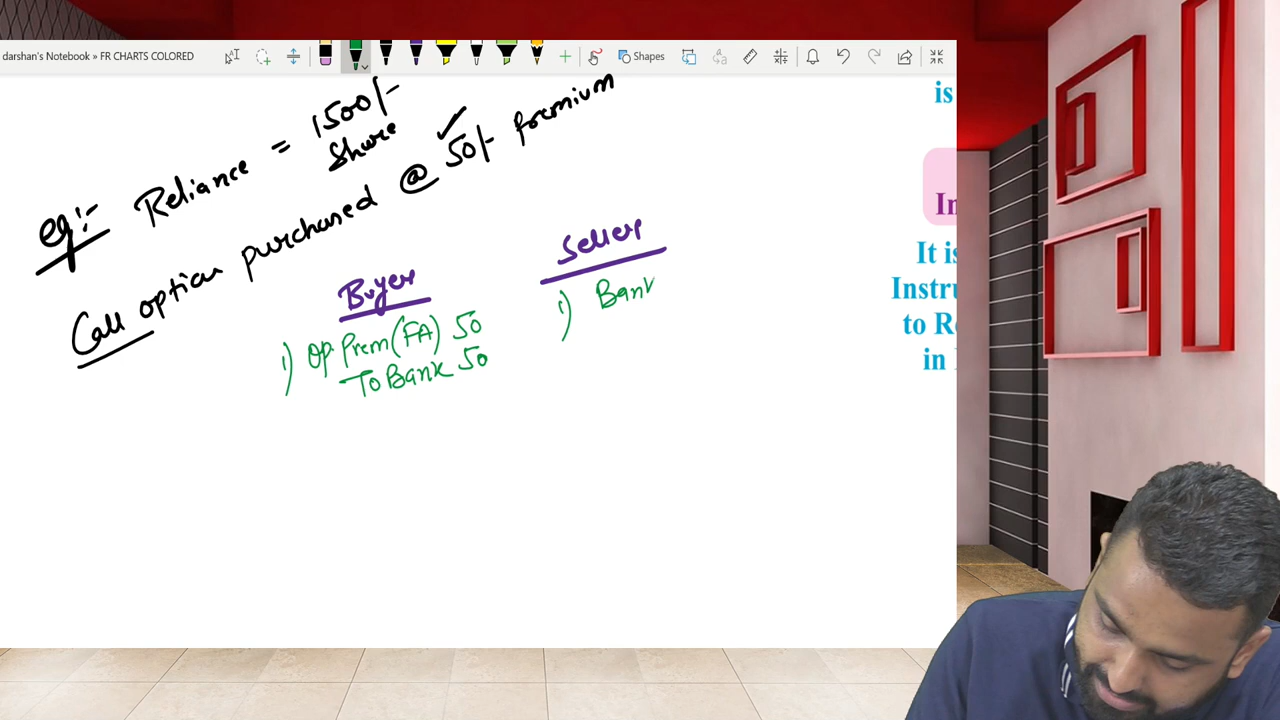 darshan's Notebook » FR CHARTS COLORED
Shapes
eg:- Reliance = 1500/-
Share
Call option purchased @ 50/- premium
Buyer
Seller
1) Op. Prem (FA) 50
To Bank 50
1) Bank
is
In
It is
Instru
to Re
in